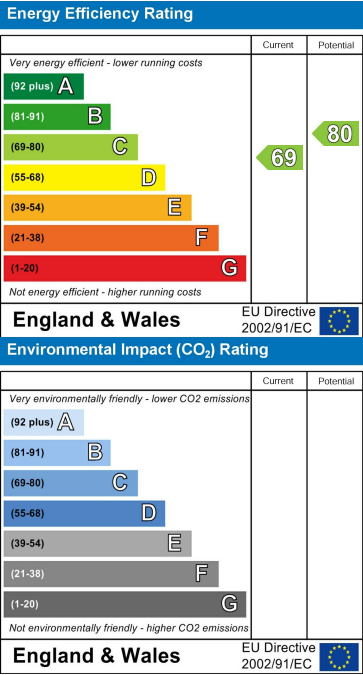 Energy Efficiency Rating
Current Potential
Very energy efficient - lower running costs
(92 plus) A
(81-91) B
(69-80) C
(55-68) D
(39-54) E
(21-38) F
(1-20) G
69
80
Not energy efficient - higher running costs
England & Wales
EU Directive
2002/91/EC
Environmental Impact (CO₂) Rating
Current Potential
Very environmentally friendly - lower CO2 emissions
(92 plus) A
(81-91) B
(69-80) C
(55-68) D
(39-54) E
(21-38) F
(1-20) G
Not environmentally friendly - higher CO2 emissions
England & Wales
EU Directive
2002/91/EC